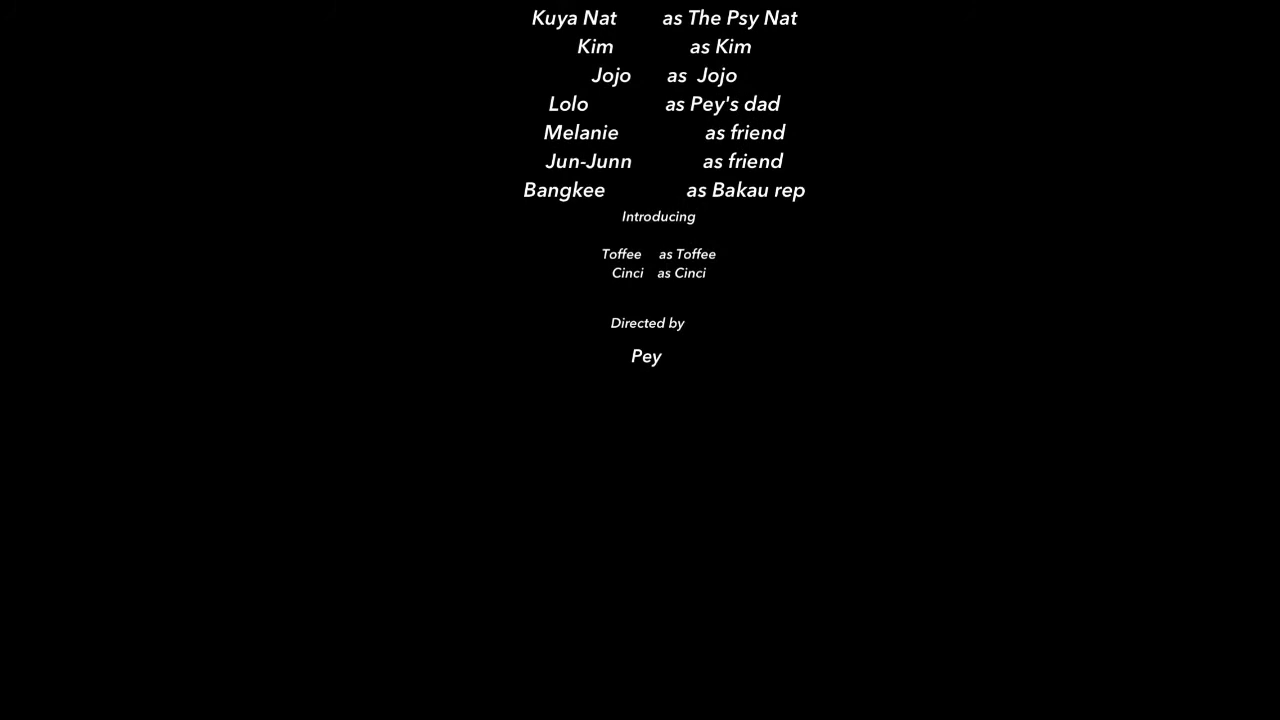 Kuya Nat as The Psy Nat
Kim as Kim
Jojo as Jojo
Lolo as Pey's dad
Melanie as friend
Jun-Junn as friend
Bangkee as Bakau rep
Introducing
Toffee as Toffee
Cinci as Cinci
Directed by
Pey